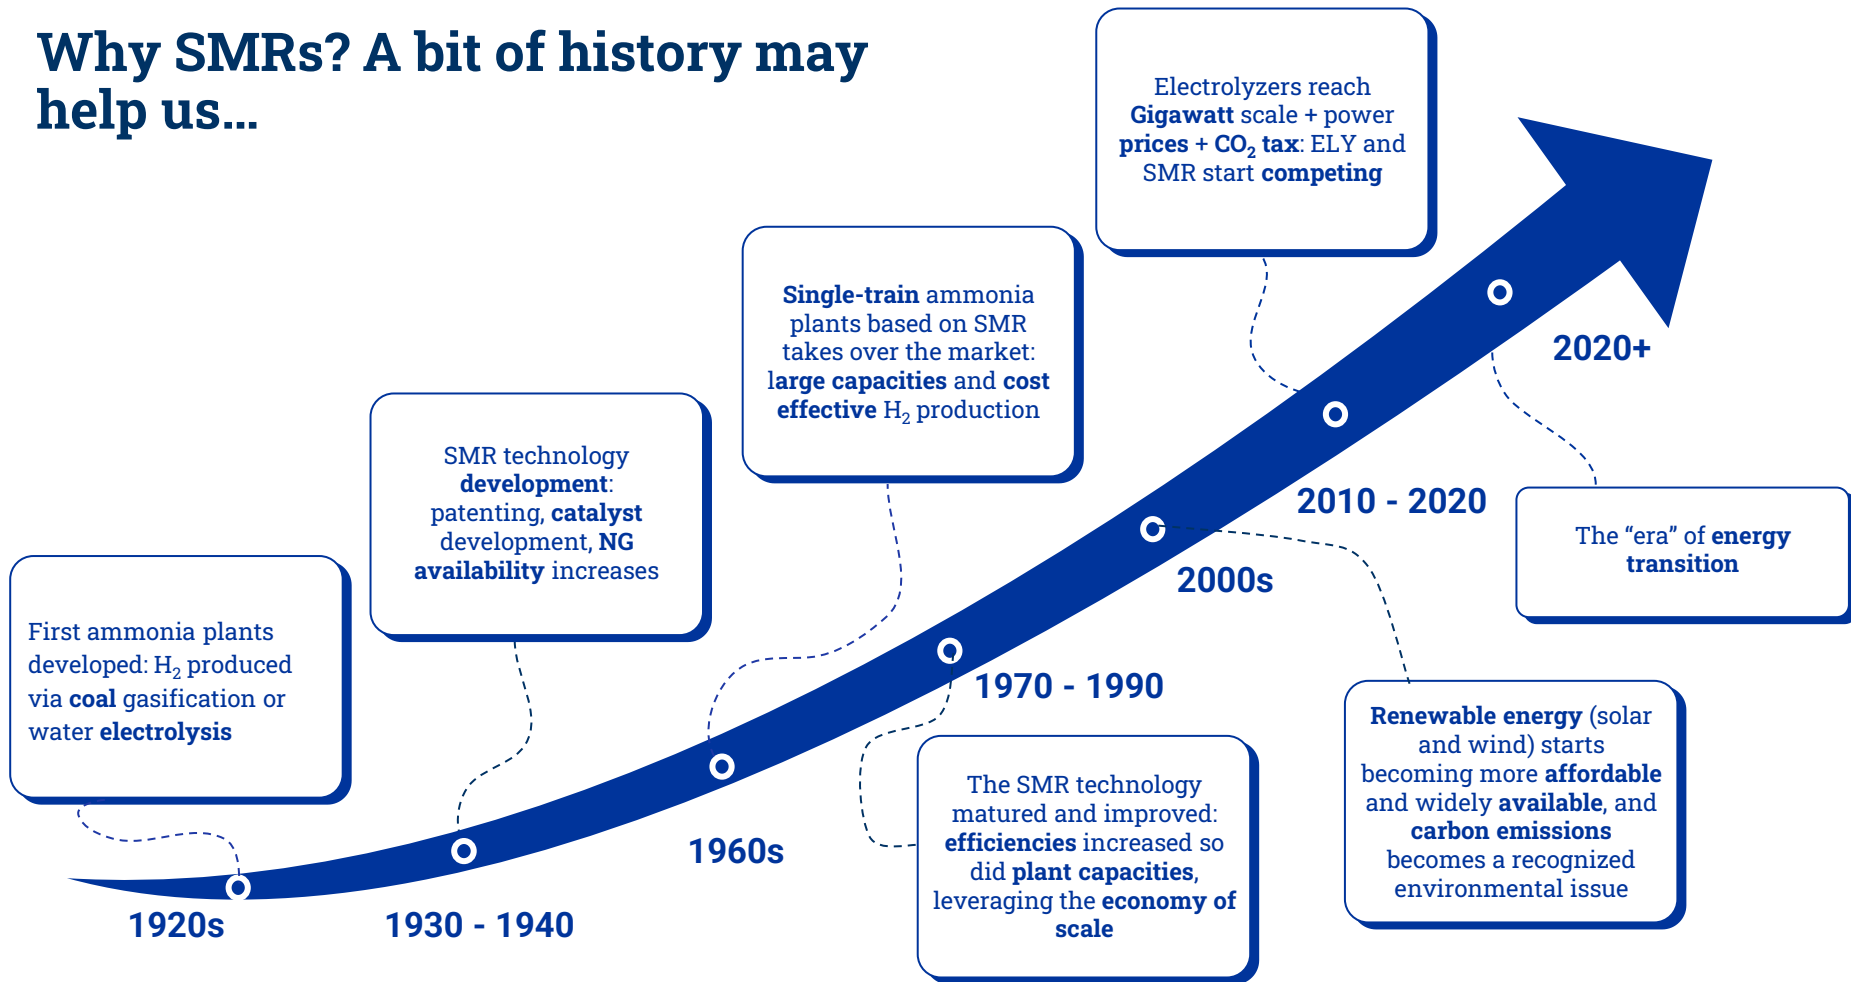 Why SMRs? A bit of history may
help us...
First ammonia plants
developed: H₂ produced
via coal gasification or
water electrolysis
1920s
SMR technology
development:
patenting, catalyst
development, NG
availability increases
1930 - 1940
Single-train ammonia
plants based on SMR
takes over the market:
large capacities and cost
effective H₂ production
1960s
The SMR technology
matured and improved:
efficiencies increased so
did plant capacities,
leveraging the economy of
scale
1970 - 1990
Renewable energy (solar
and wind) starts
becoming more affordable
and widely available, and
carbon emissions
becomes a recognized
environmental issue
2000s
Electrolyzers reach
Gigawatt scale + power
prices + CO₂ tax: ELY and
SMR start competing
2010 - 2020
The “era” of energy
transition
2020+